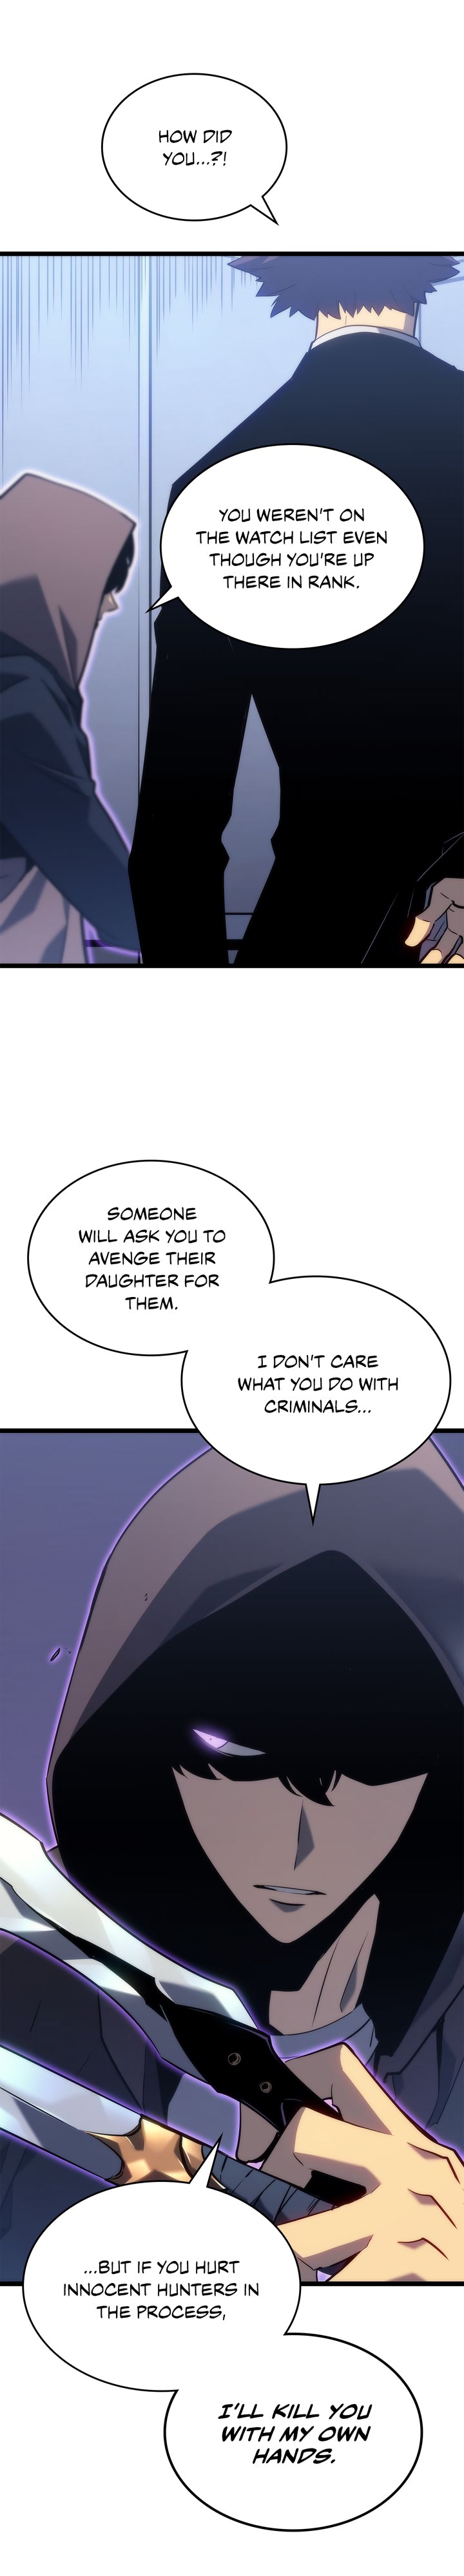 HOW DID
YOU...?!
YOU WEREN'T ON
THE WATCH LIST EVEN
THOUGH YOU'RE UP
THERE IN RANK.
SOMEONE
WILL ASK YOU TO
AVENGE THEIR
DAUGHTER FOR
THEM.
I DON'T CARE
WHAT YOU DO WITH
CRIMINALS...
...BUT IF YOU HURT
INNOCENT HUNTERS IN
THE PROCESS,
I'LL KILL YOU
WITH MY OWN
HANDS.